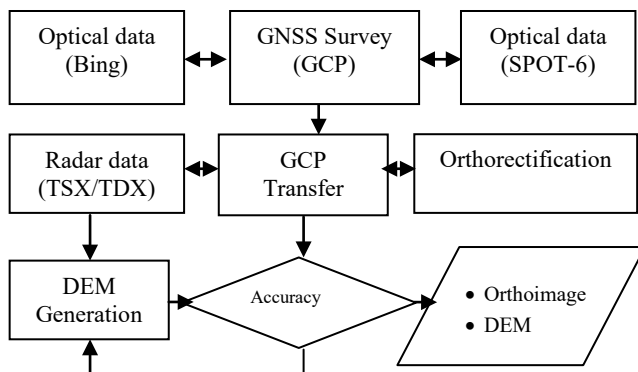 Optical data
(Bing)
GNSS Survey
(GCP)
Optical data
(SPOT-6)
Radar data
(TSX/TDX)
GCP
Transfer
Orthorectification
DEM
Generation
Accuracy
• Orthoimage
• DEM